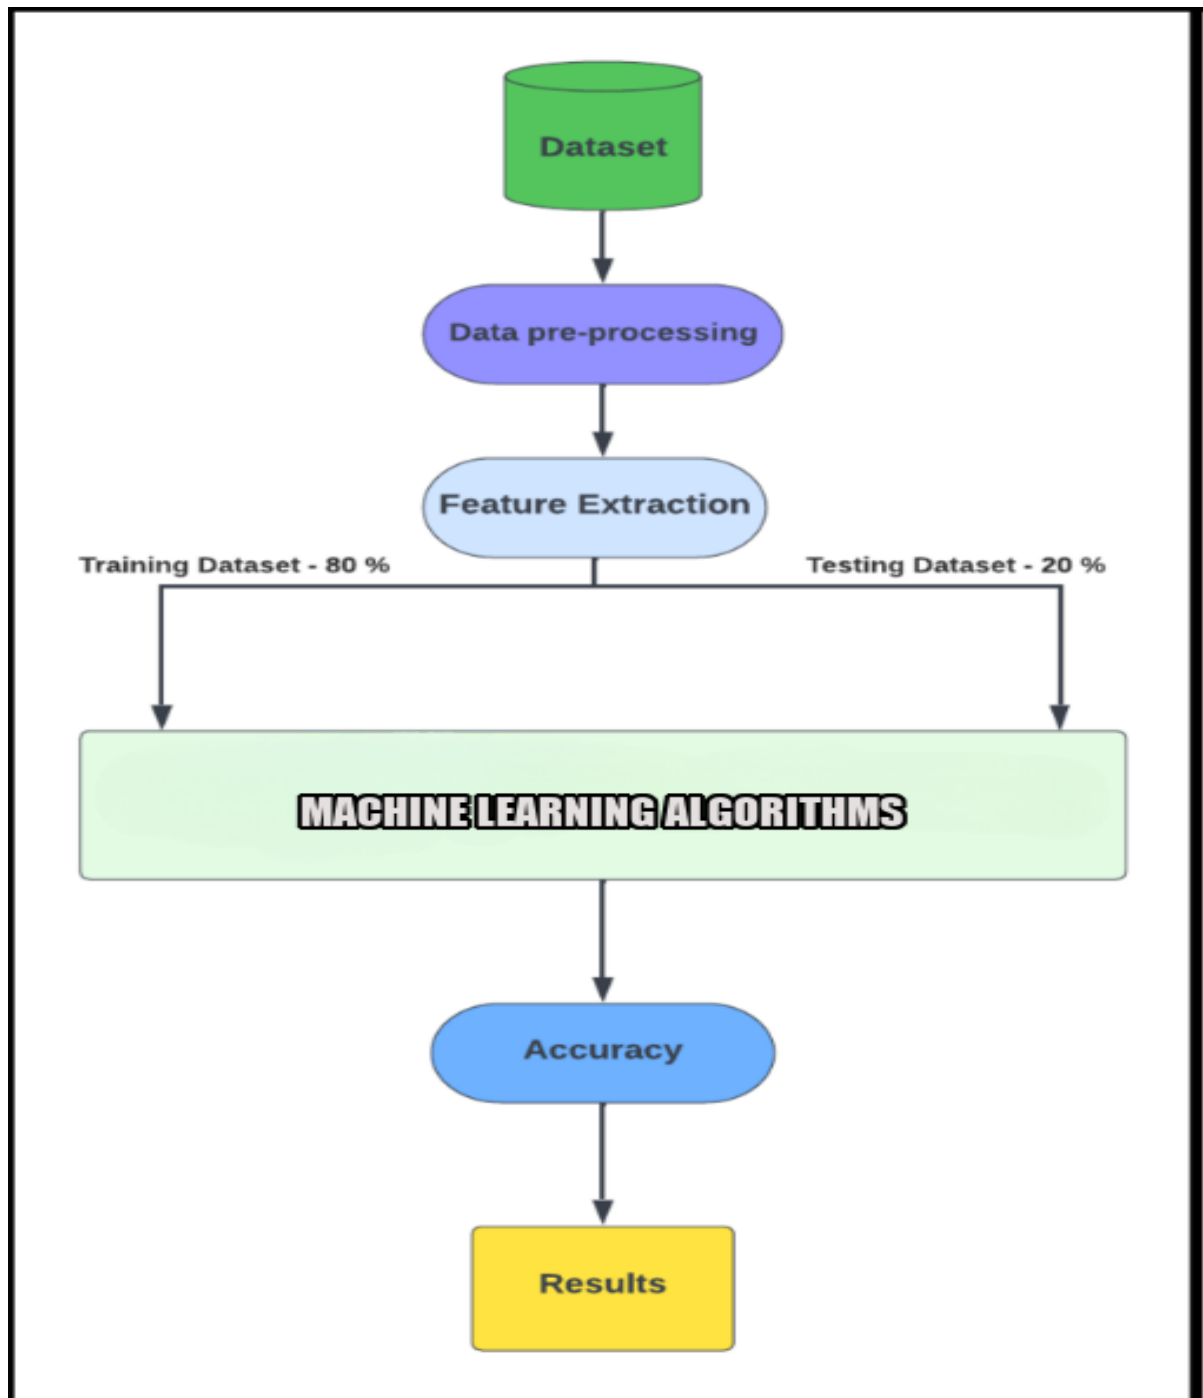 Dataset
Data pre-processing
Feature Extraction
Training Dataset - 80 %
Testing Dataset - 20 %
MACHINE LEARNING ALGORITHMS
Accuracy
Results